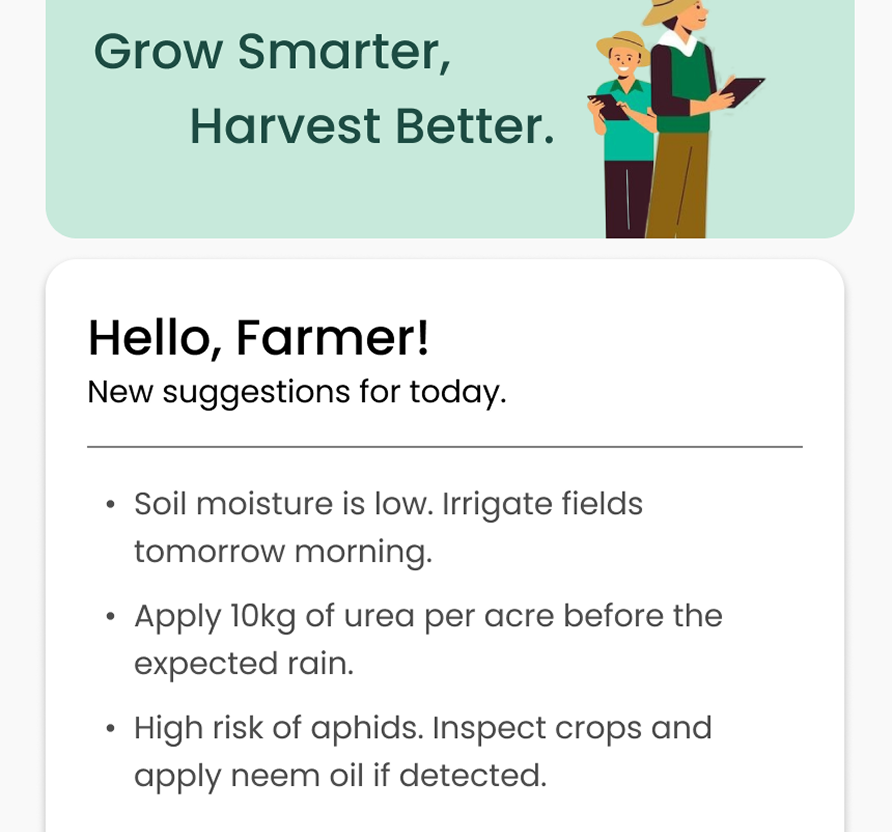 Grow Smarter,
Harvest Better.
Hello, Farmer!
New suggestions for today.
• Soil moisture is low. Irrigate fields
tomorrow morning.
• Apply 10kg of urea per acre before the
expected rain.
• High risk of aphids. Inspect crops and
apply neem oil if detected.